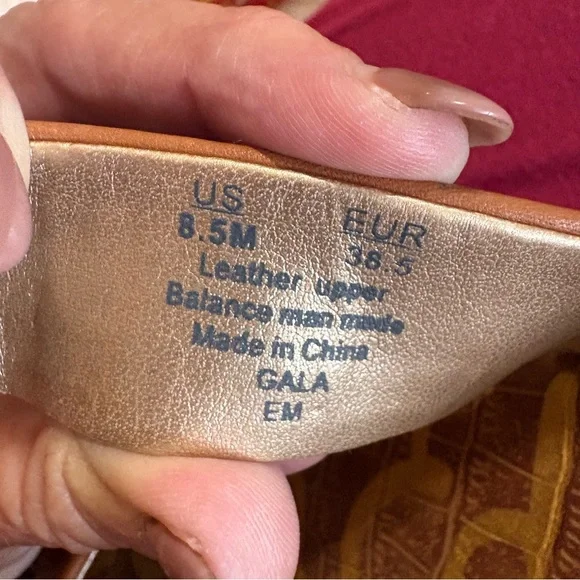 US EUR
8.5M 38.5
Leather upper
Balance man made
Made in China
GALA
EM